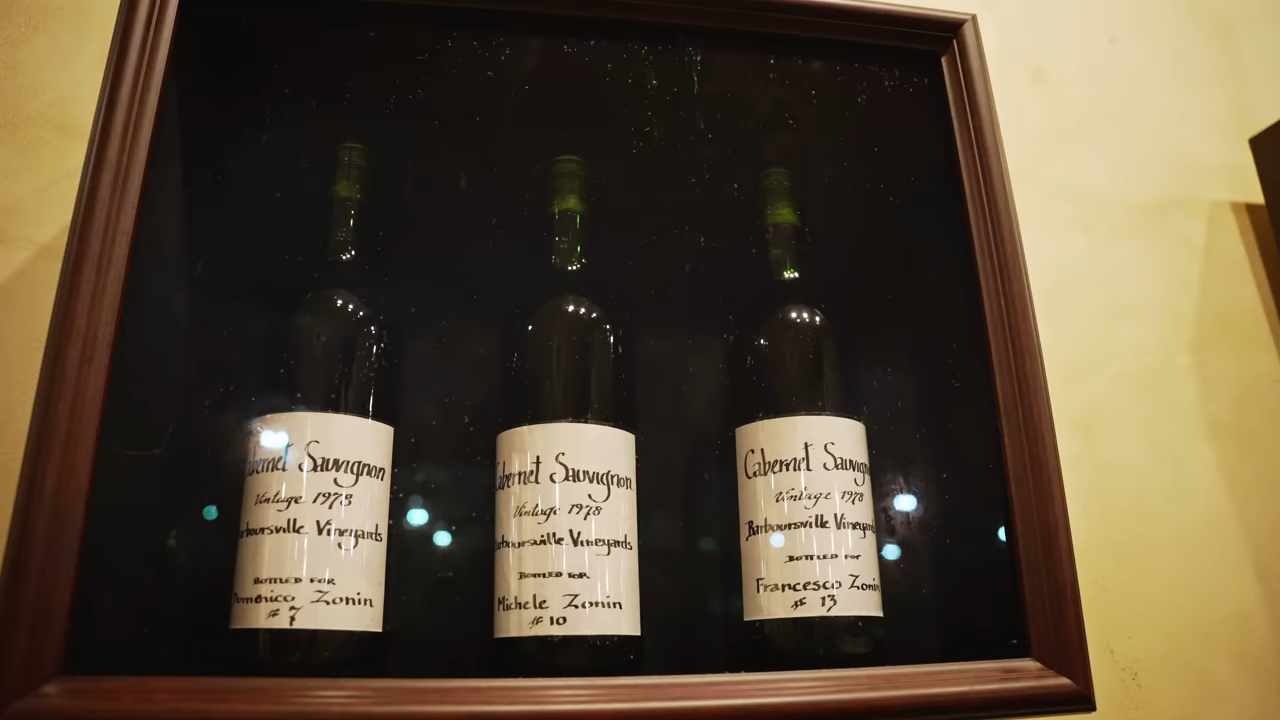 Cabernet Sauvignon
Vintage 1978
Barboursville Vineyards
BOTTLED FOR
Domenico Zonin
# 7
Cabernet Sauvignon
Vintage 1978
Barboursville Vineyards
BOTTLED FOR
Michele Zonin
# 10
Cabernet Sauvignon
Vintage 1978
Barboursville Vineyards
BOTTLED FOR
Francesco Zonin
# 13